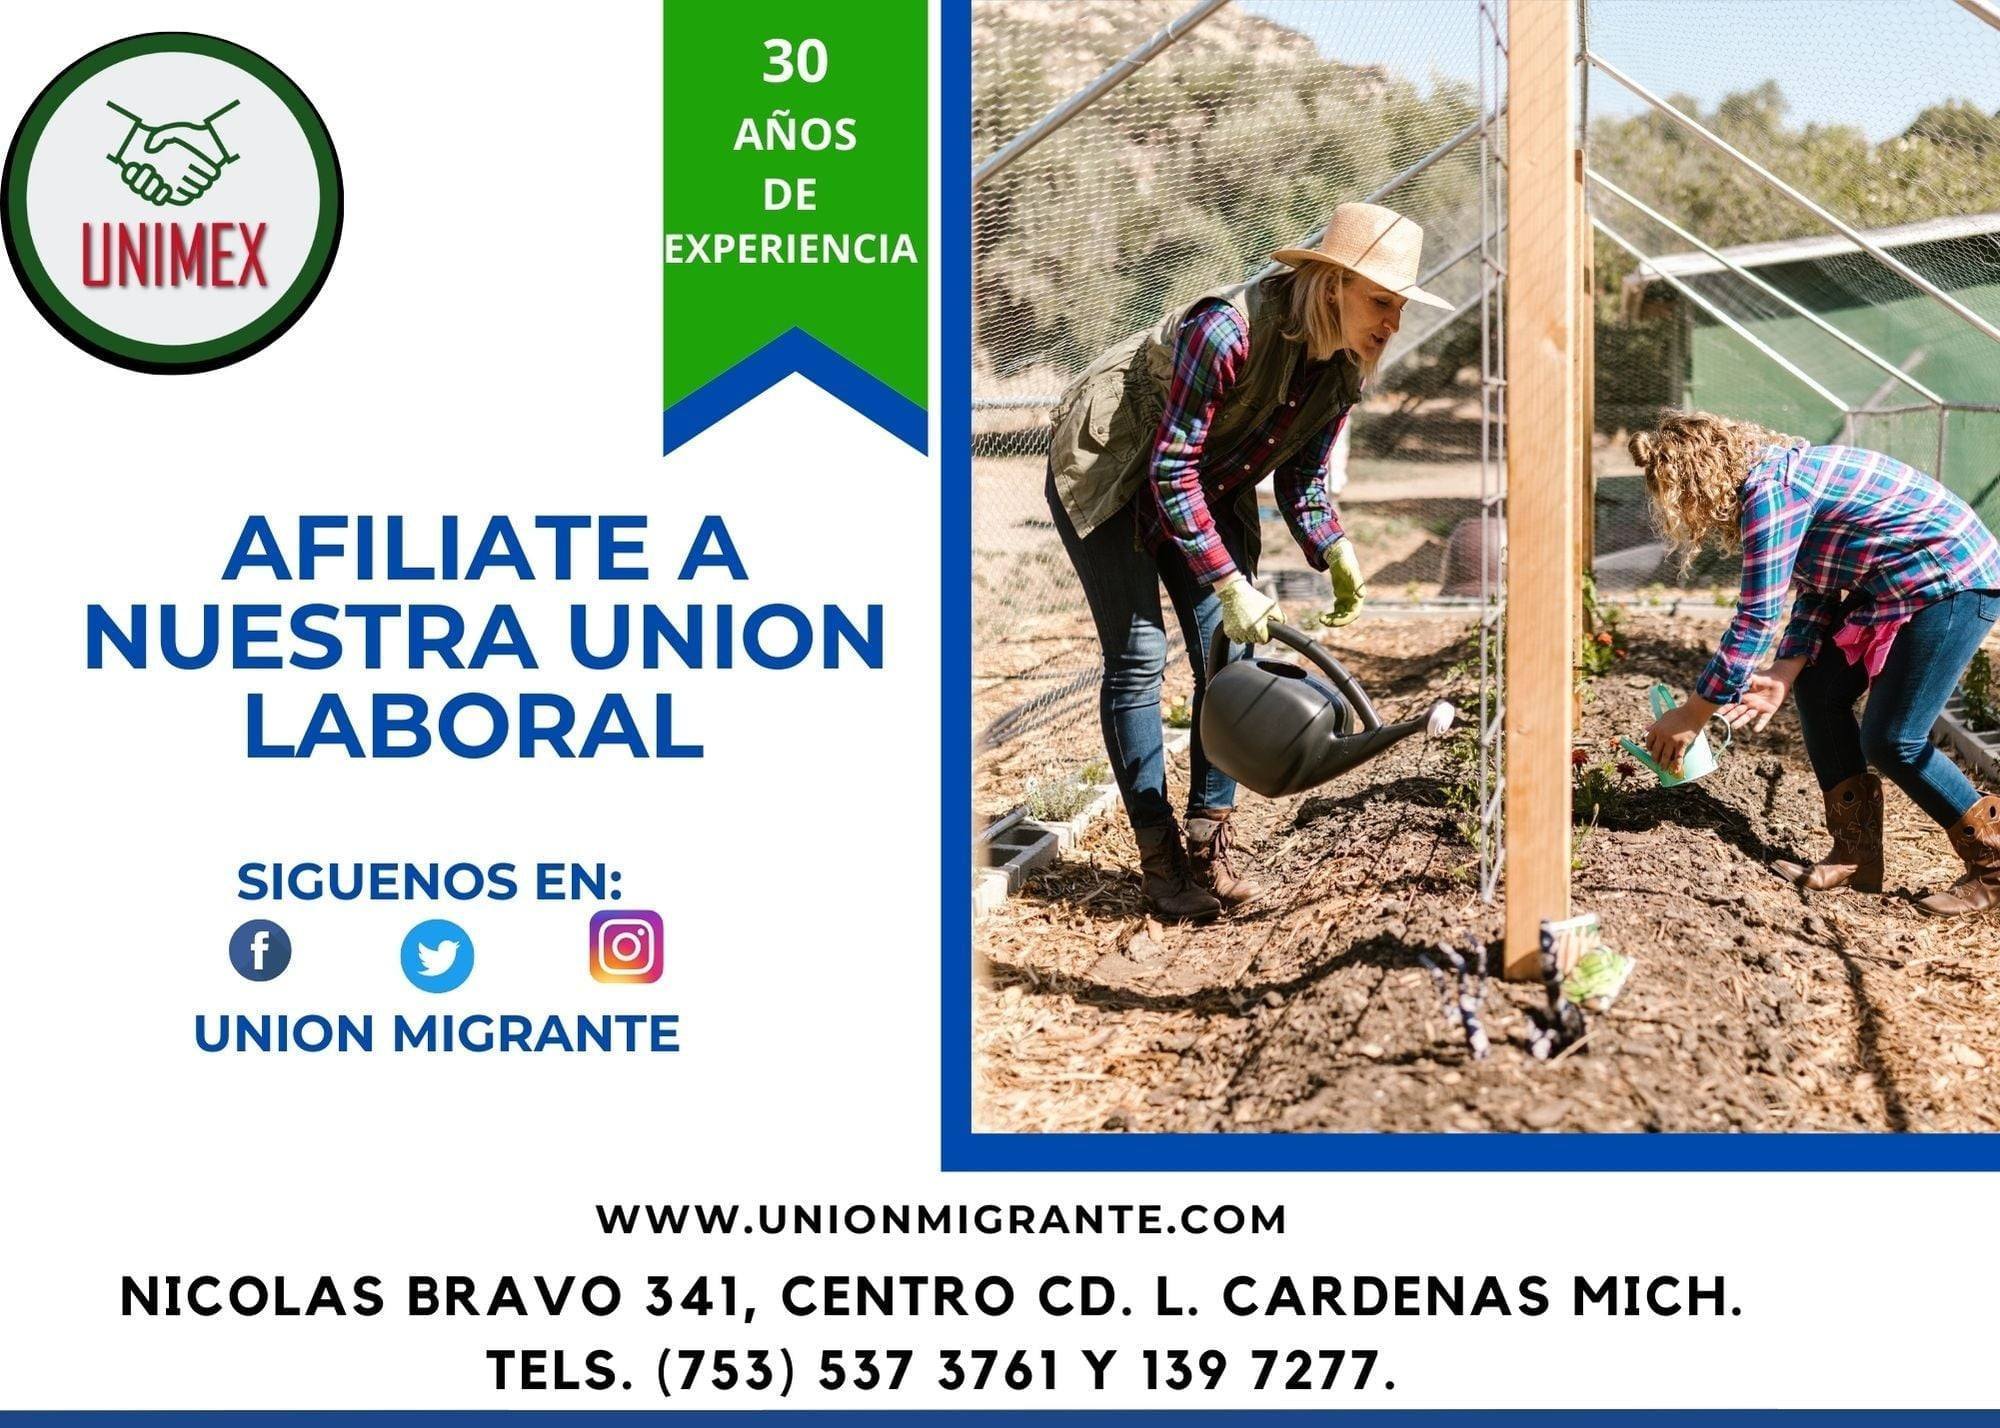 UNIMEX
30
AÑOS
DE
EXPERIENCIA
AFILIATE A
NUESTRA UNION
LABORAL
SIGUENOS EN:
UNION MIGRANTE
WWW.UNIONMIGRANTE.COM
NICOLAS BRAVO 341, CENTRO CD. L. CARDENAS MICH.
TELS. (753) 537 3761 Y 139 7277.